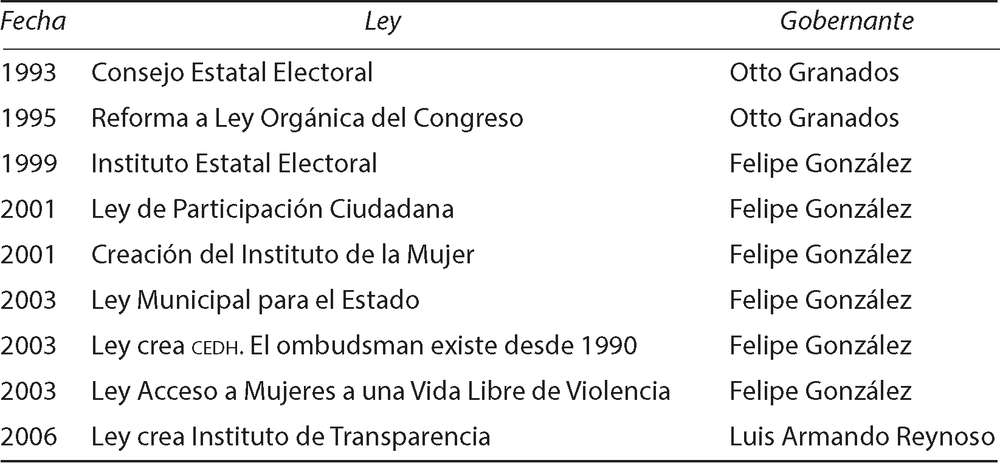 Fecha Ley Gobernante
1993 Consejo Estatal Electoral Otto Granados
1995 Reforma a Ley Orgánica del Congreso Otto Granados
1999 Instituto Estatal Electoral Felipe González
2001 Ley de Participación Ciudadana Felipe González
2001 Creación del Instituto de la Mujer Felipe González
2003 Ley Municipal para el Estado Felipe González
2003 Ley crea CEDH. El ombudsman existe desde 1990 Felipe González
2003 Ley Acceso a Mujeres a una Vida Libre de Violencia Felipe González
2006 Ley crea Instituto de Transparencia Luis Armando Reynoso